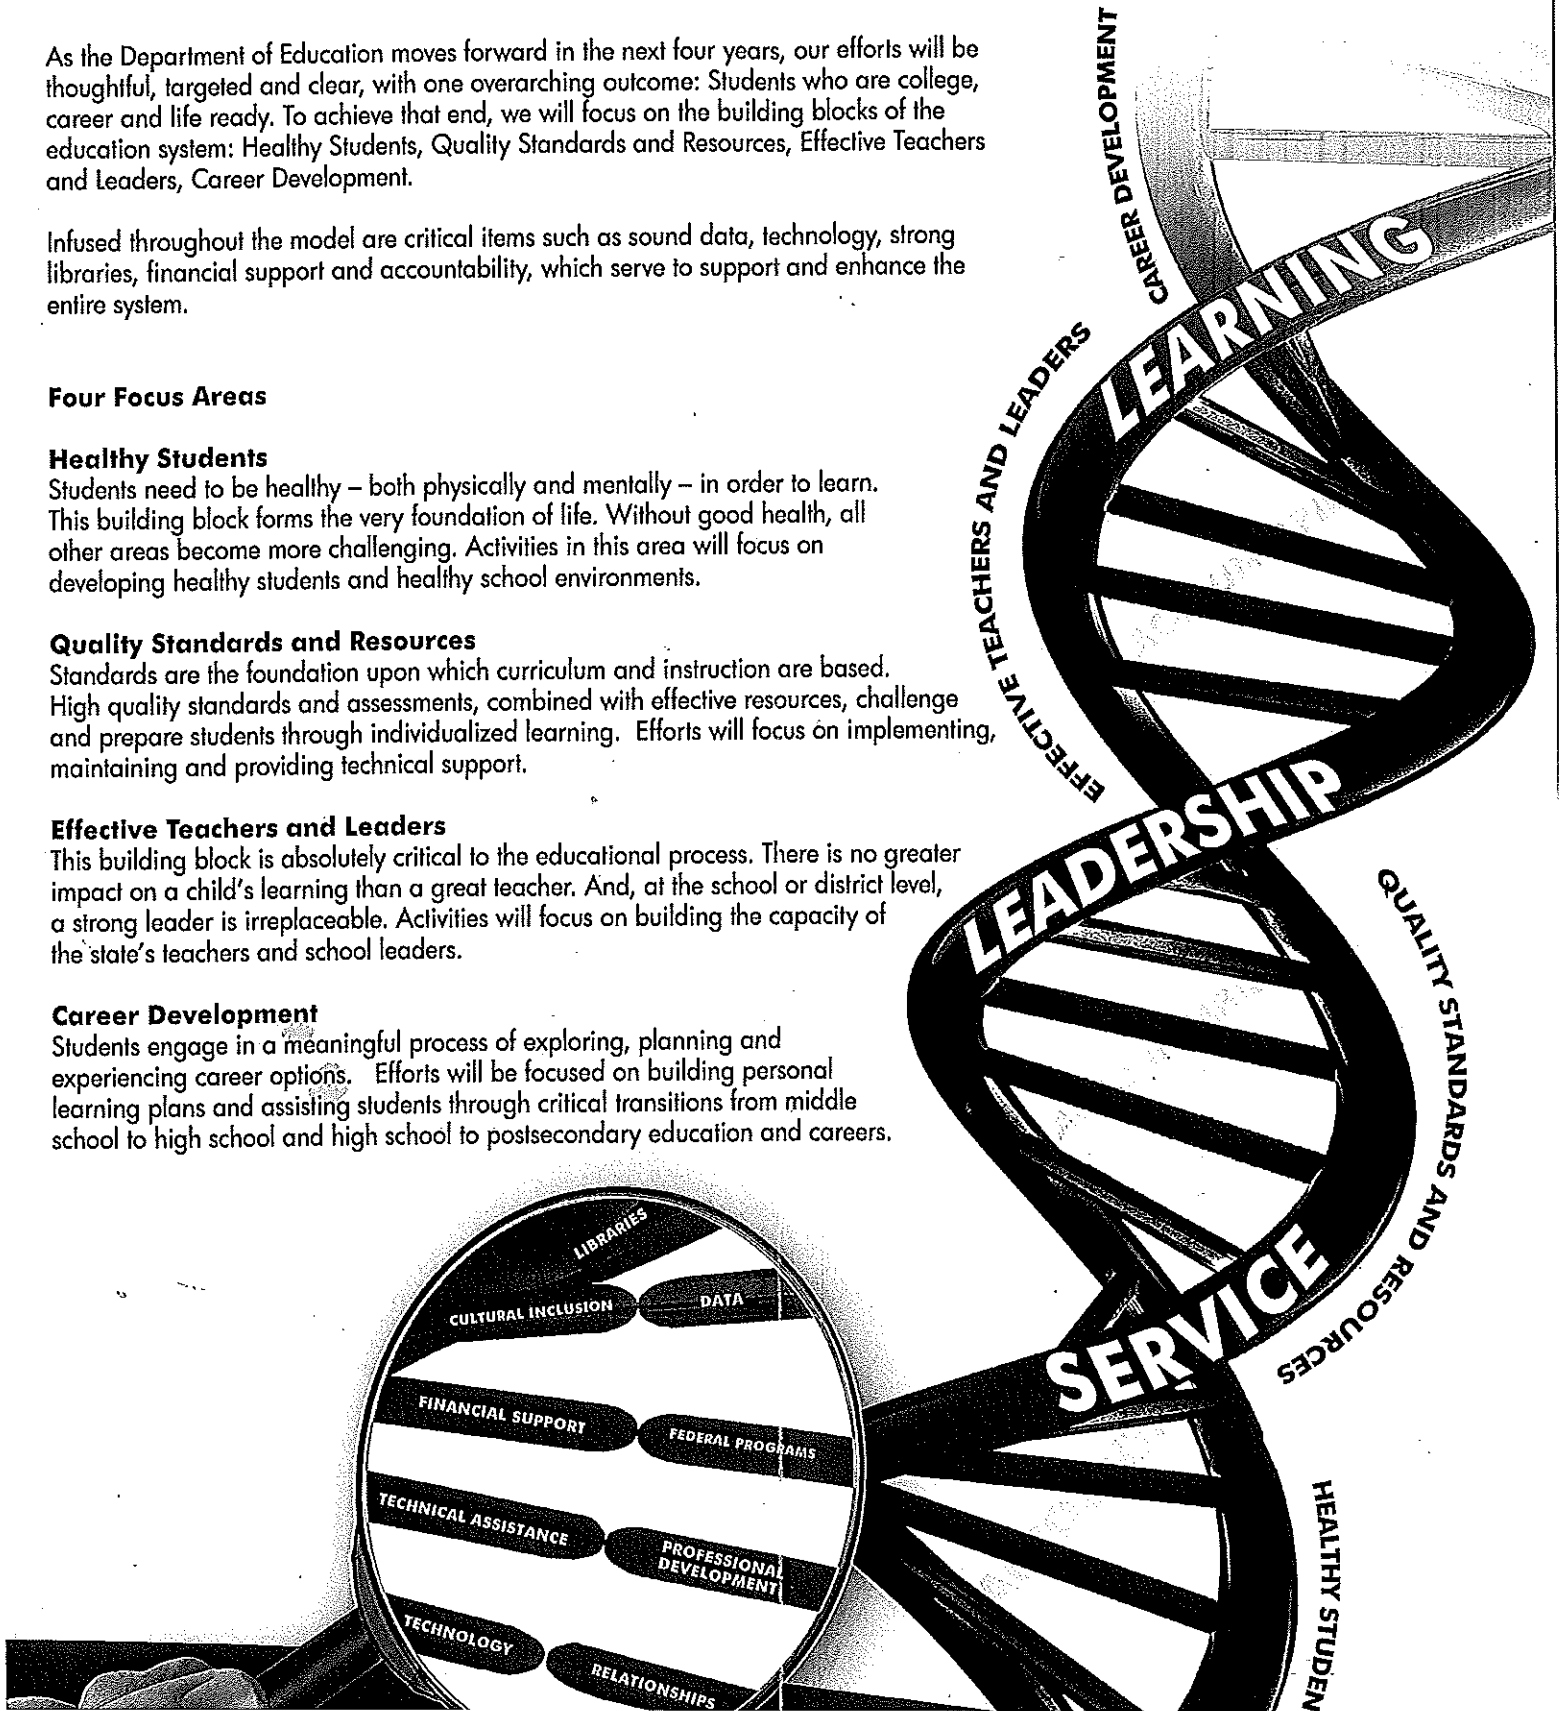 As the Department of Education moves forward in the next four years, our efforts will be
thoughtful, targeted and clear, with one overarching outcome: Students who are college,
career and life ready. To achieve that end, we will focus on the building blocks of the
education system: Healthy Students, Quality Standards and Resources, Effective Teachers
and Leaders, Career Development.
Infused throughout the model are critical items such as sound data, technology, strong
libraries, financial support and accountability, which serve to support and enhance the
entire system.
Four Focus Areas
Healthy Students
Students need to be healthy – both physically and mentally – in order to learn.
This building block forms the very foundation of life. Without good health, all
other areas become more challenging. Activities in this area will focus on
developing healthy students and healthy school environments.
Quality Standards and Resources
Standards are the foundation upon which curriculum and instruction are based.
High quality standards and assessments, combined with effective resources, challenge
and prepare students through individualized learning. Efforts will focus on implementing,
maintaining and providing technical support.
Effective Teachers and Leaders
This building block is absolutely critical to the educational process. There is no greater
impact on a child's learning than a great teacher. And, at the school or district level,
a strong leader is irreplaceable. Activities will focus on building the capacity of
the state's teachers and school leaders.
Career Development
Students engage in a meaningful process of exploring, planning and
experiencing career options. Efforts will be focused on building personal
learning plans and assisting students through critical transitions from middle
school to high school and high school to postsecondary education and careers.
CAREER DEVELOPMENT
LEARNING
EFFECTIVE TEACHERS AND LEADERS
LEADERSHIP
QUALITY STANDARDS AND RESOURCES
SERVICE
HEALTHY STUDEN
LIBRARIES
CULTURAL INCLUSION
DATA
FINANCIAL SUPPORT
FEDERAL PROGRAMS
TECHNICAL ASSISTANCE
PROFESSIONAL
DEVELOPMENT
TECHNOLOGY
RELATIONSHIPS